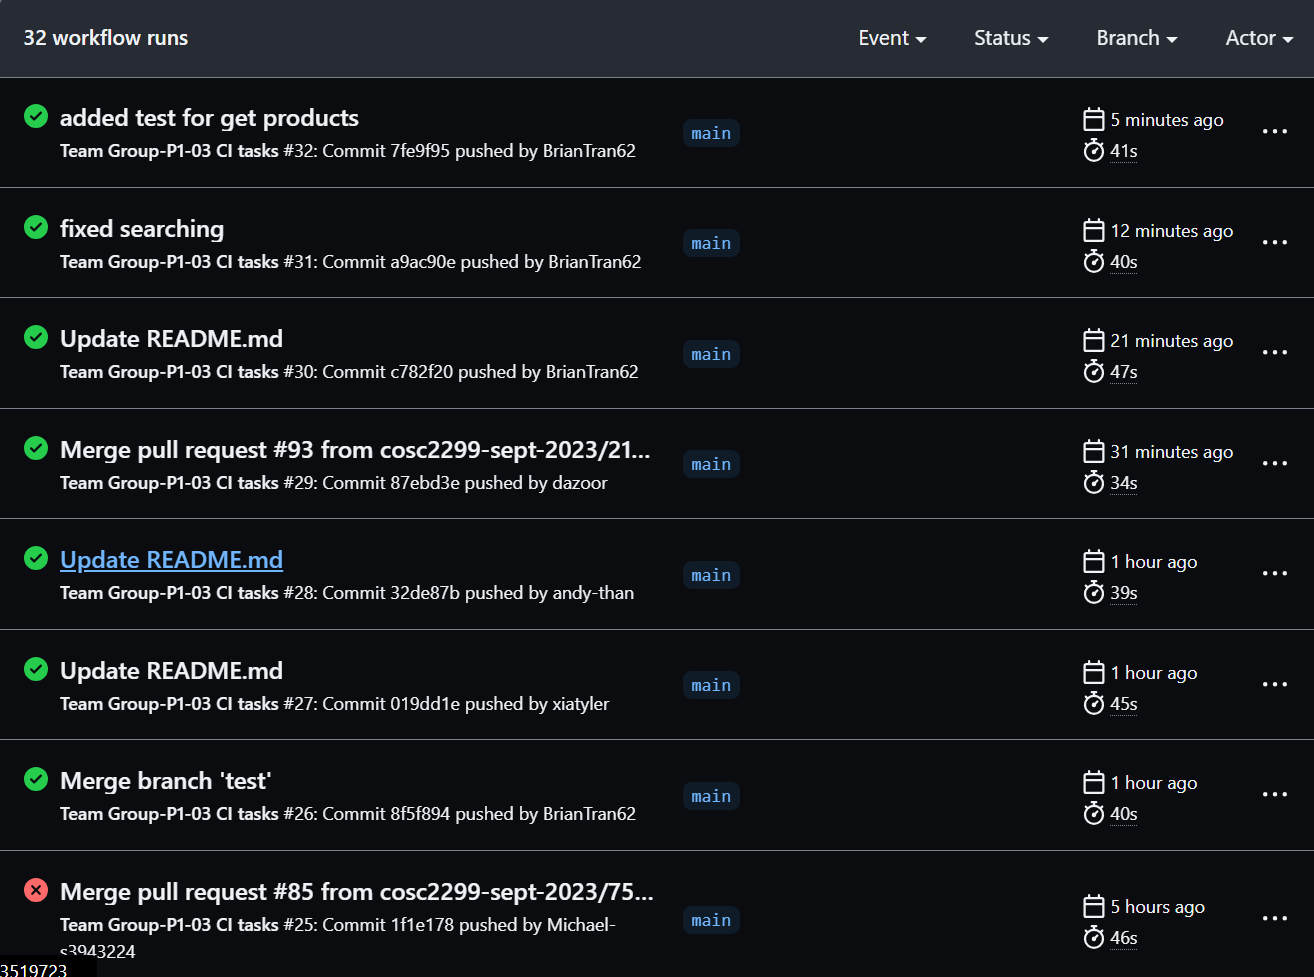 32 workflow runs
Event Status Branch Actor
added test for get products
Team Group-P1-03 CI tasks #32: Commit 7fe9f95 pushed by BrianTran62
main
5 minutes ago
41s
fixed searching
Team Group-P1-03 CI tasks #31: Commit a9ac90e pushed by BrianTran62
main
12 minutes ago
40s
Update README.md
Team Group-P1-03 CI tasks #30: Commit c782f20 pushed by BrianTran62
main
21 minutes ago
47s
Merge pull request #93 from cosc2299-sept-2023/21...
Team Group-P1-03 CI tasks #29: Commit 87ebd3e pushed by dazoor
main
31 minutes ago
34s
Update README.md
Team Group-P1-03 CI tasks #28: Commit 32de87b pushed by andy-than
main
1 hour ago
39s
Update README.md
Team Group-P1-03 CI tasks #27: Commit 019dd1e pushed by xiatyler
main
1 hour ago
45s
Merge branch 'test'
Team Group-P1-03 CI tasks #26: Commit 8f5f894 pushed by BrianTran62
main
1 hour ago
40s
Merge pull request #85 from cosc2299-sept-2023/75...
Team Group-P1-03 CI tasks #25: Commit 1f1e178 pushed by Michael-
s3943224
main
5 hours ago
46s
3519723